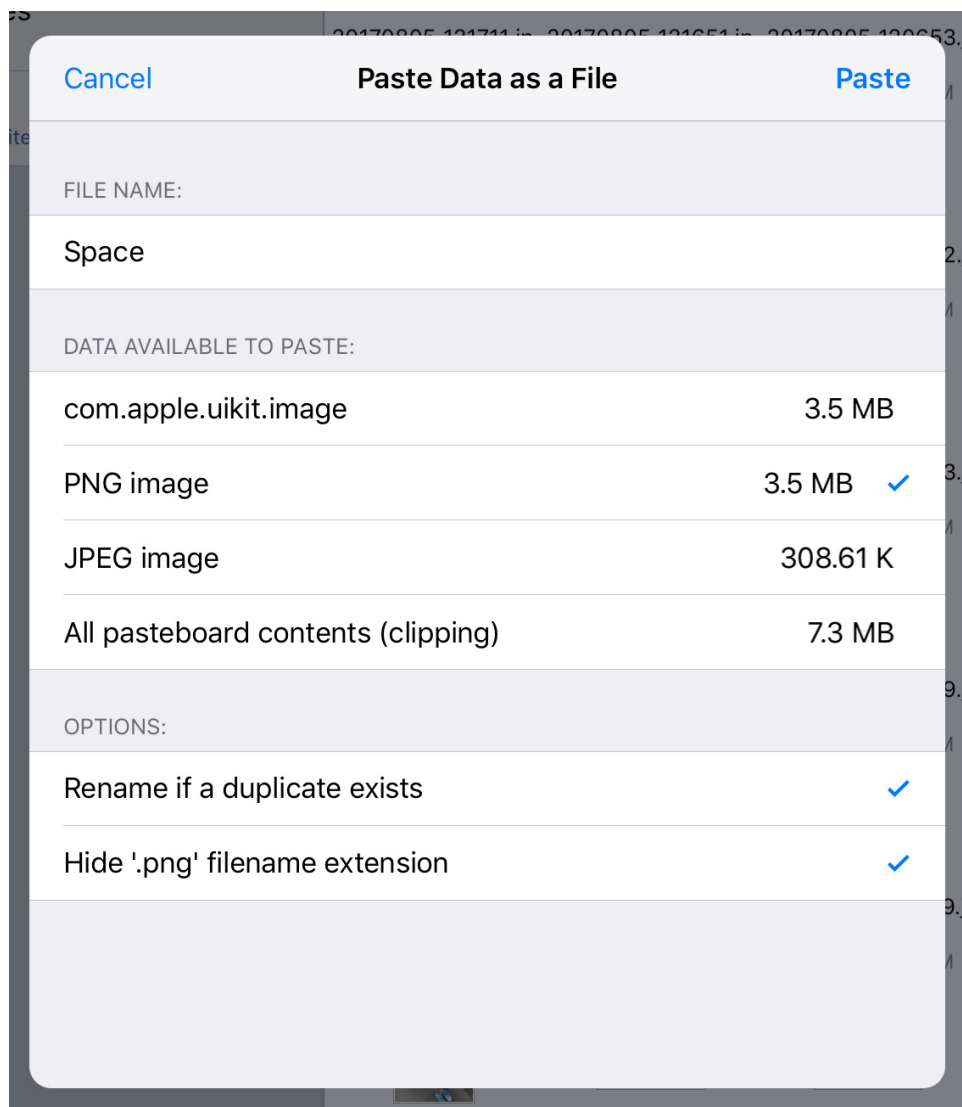 Cancel
Paste Data as a File
Paste
FILE NAME:
Space
DATA AVAILABLE TO PASTE:
com.apple.uikit.image 3.5 MB
PNG image 3.5 MB ✓
JPEG image 308.61 K
All pasteboard contents (clipping) 7.3 MB
OPTIONS:
Rename if a duplicate exists ✓
Hide '.png' filename extension ✓